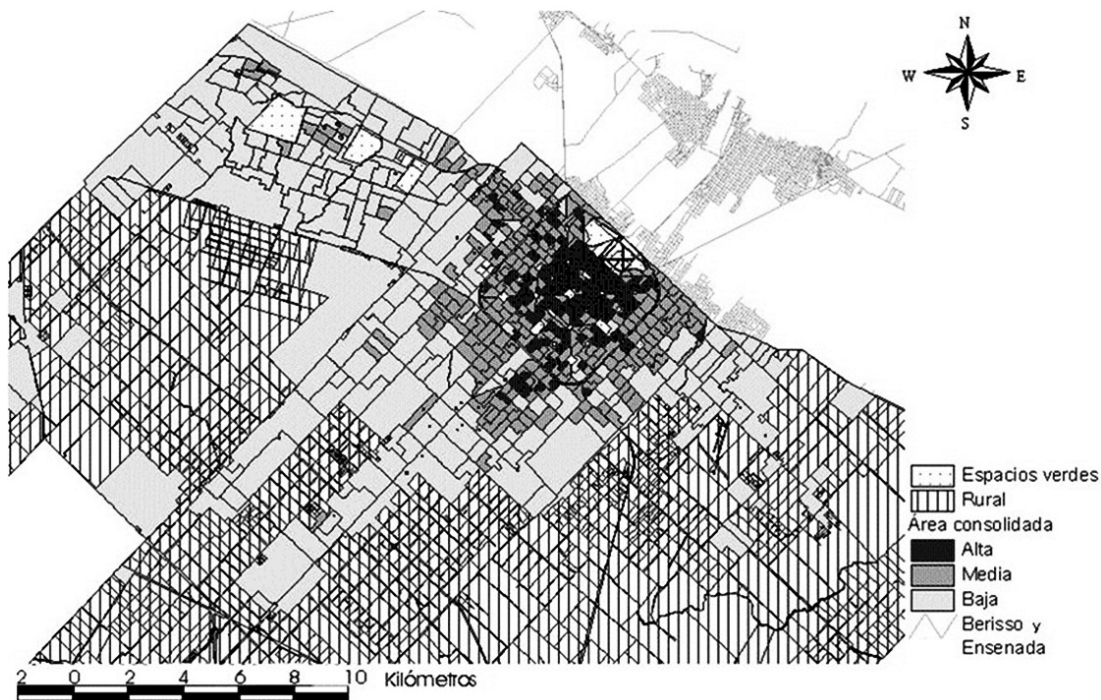 N
W E
S
Espacios verdes
Rural
Área consolidada
Alta
Media
Baja
Berisso y
Ensenada
2 0 2 4 6 8 10 Kilómetros